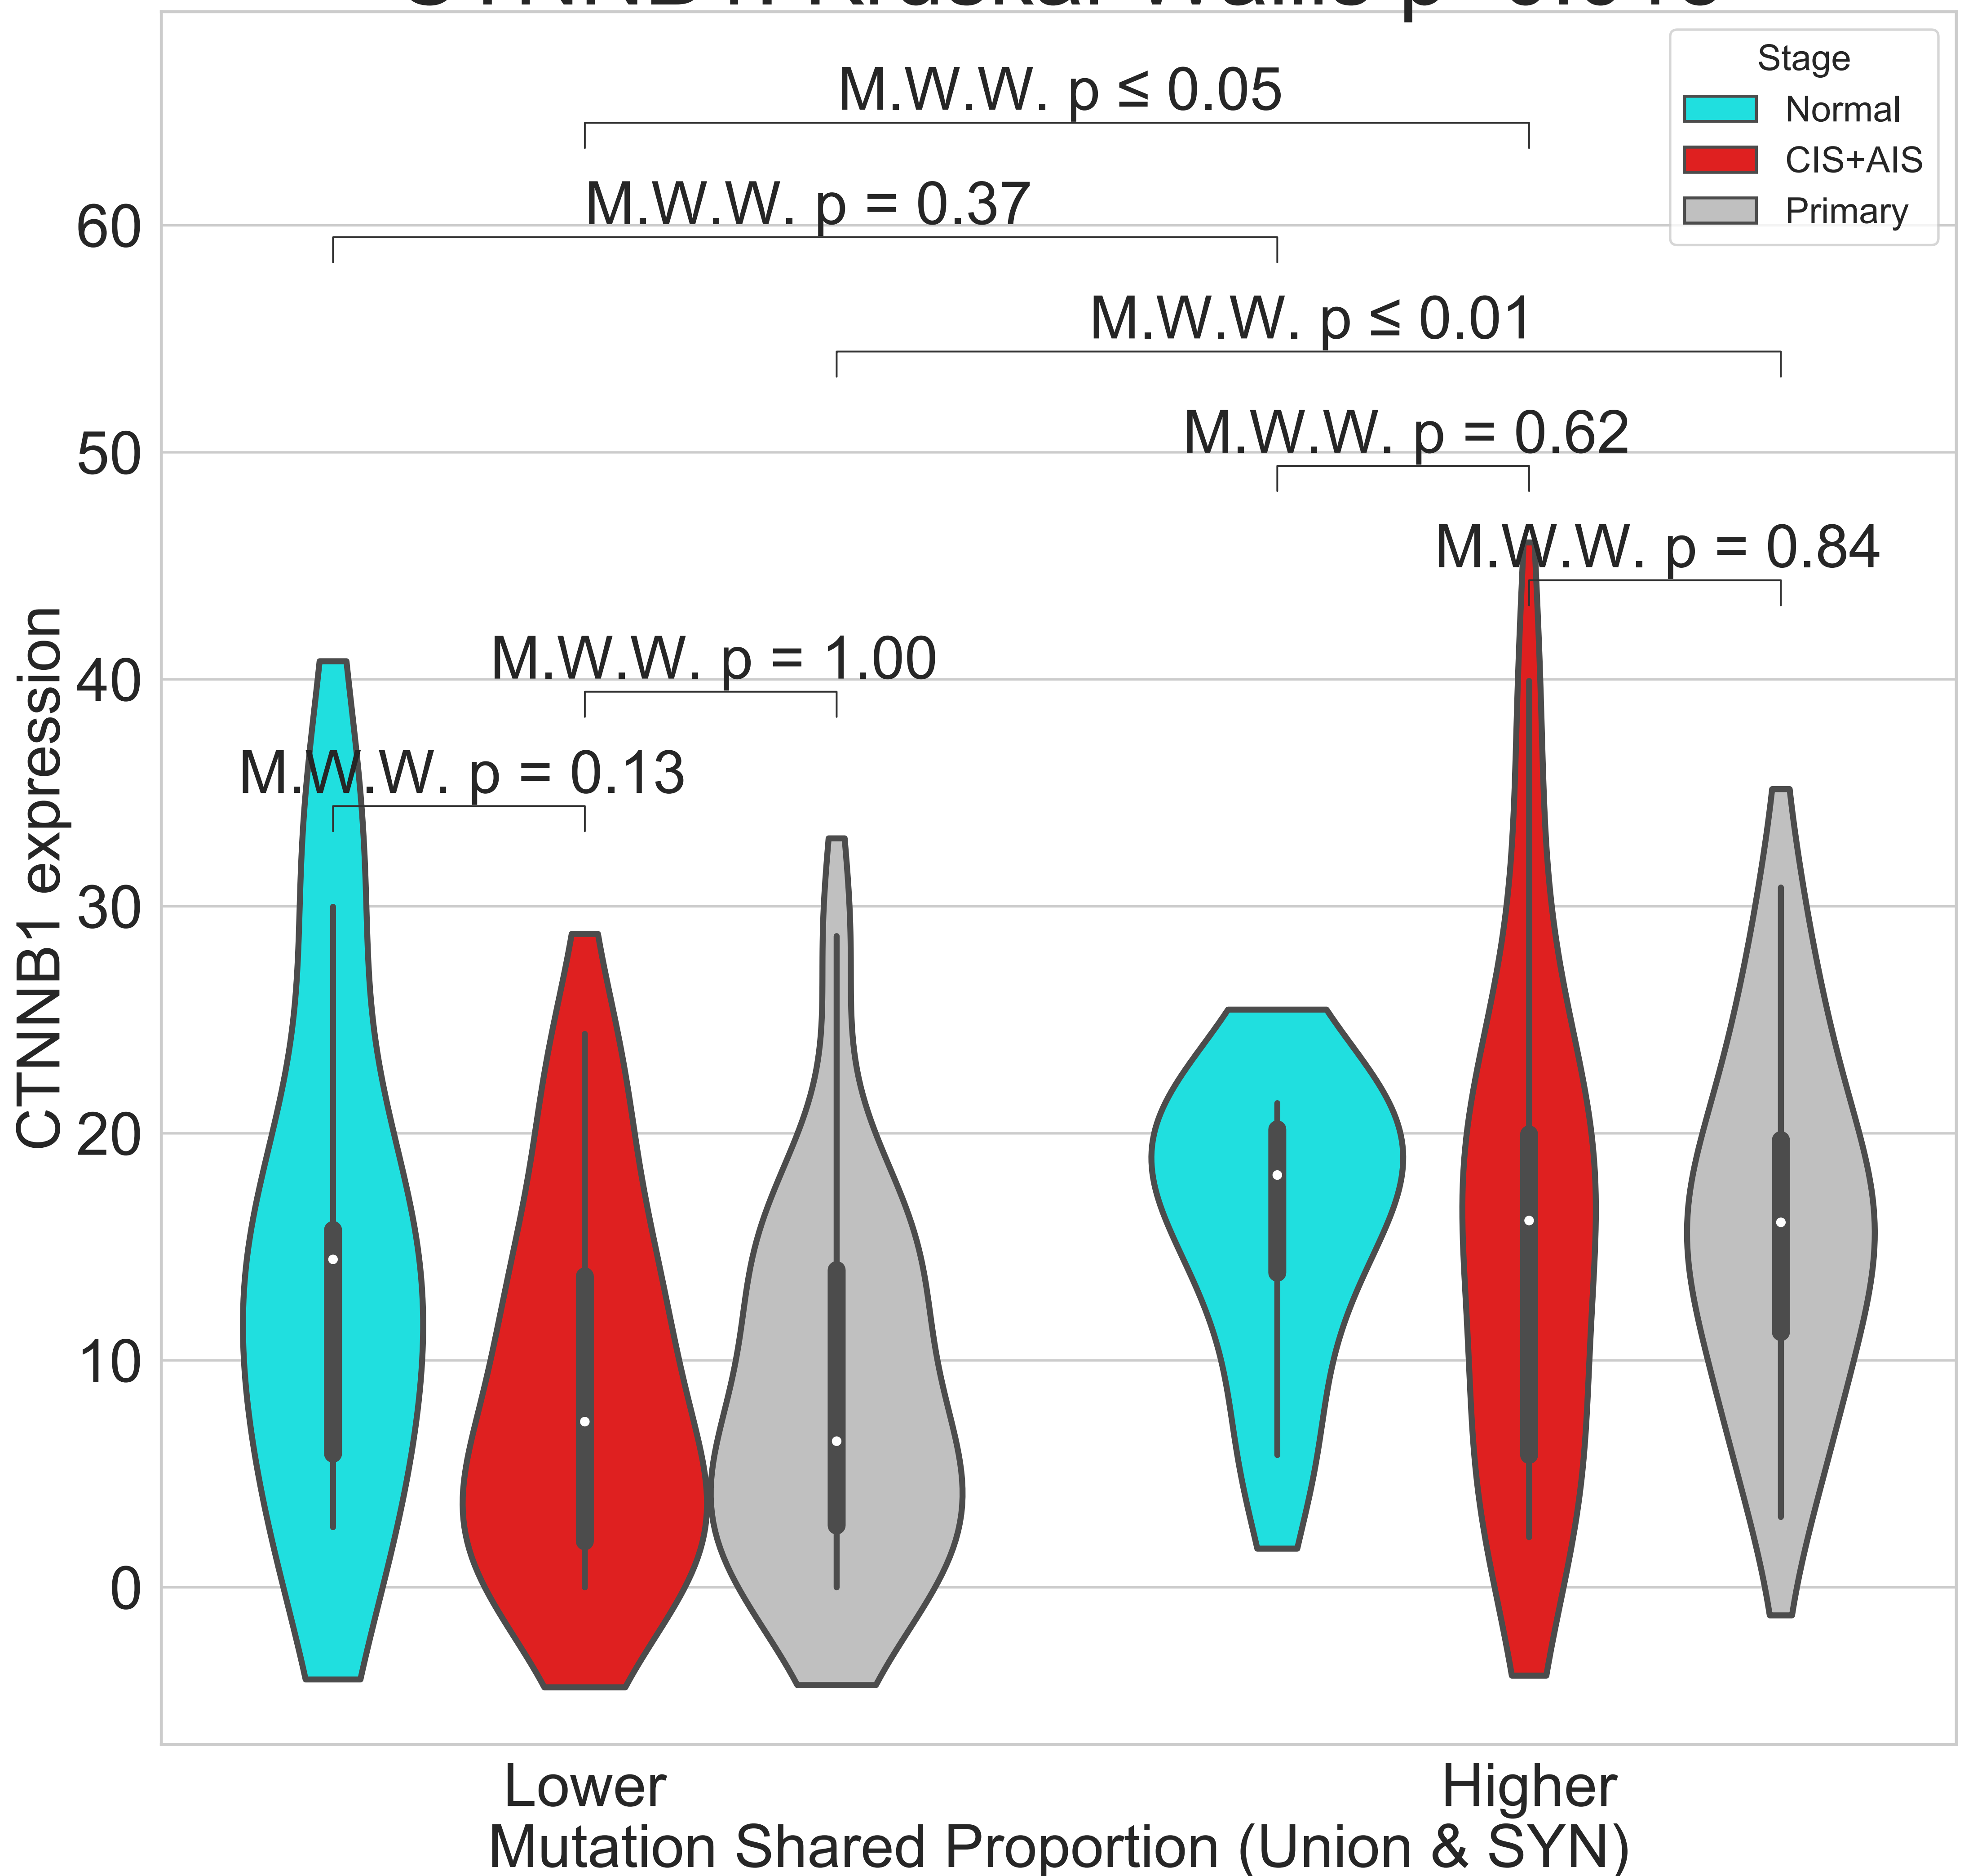 Stage
Normal
CIS+AIS
Primary
M.W.W. p ≤ 0.05
M.W.W. p = 0.37
M.W.W. p ≤ 0.01
M.W.W. p = 0.62
M.W.W. p = 0.84
M.W.W. p = 1.00
M.W.W. p = 0.13
60
50
40
30
20
10
0
CTNNB1 expression
Lower
Higher
Mutation Shared Proportion (Union & SYN)